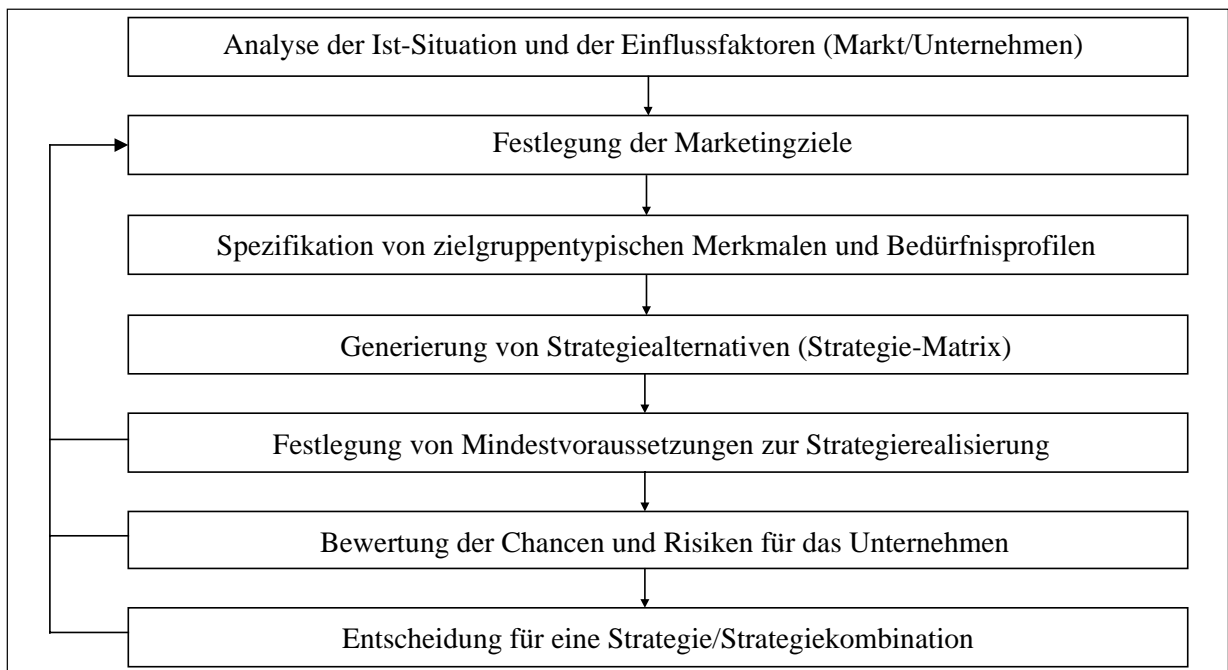 Analyse der Ist-Situation und der Einflussfaktoren (Markt/Unternehmen)
Festlegung der Marketingziele
Spezifikation von zielgruppentypischen Merkmalen und Bedürfnisprofilen
Generierung von Strategiealternativen (Strategie-Matrix)
Festlegung von Mindestvoraussetzungen zur Strategierealisierung
Bewertung der Chancen und Risiken für das Unternehmen
Entscheidung für eine Strategie/Strategiekombination